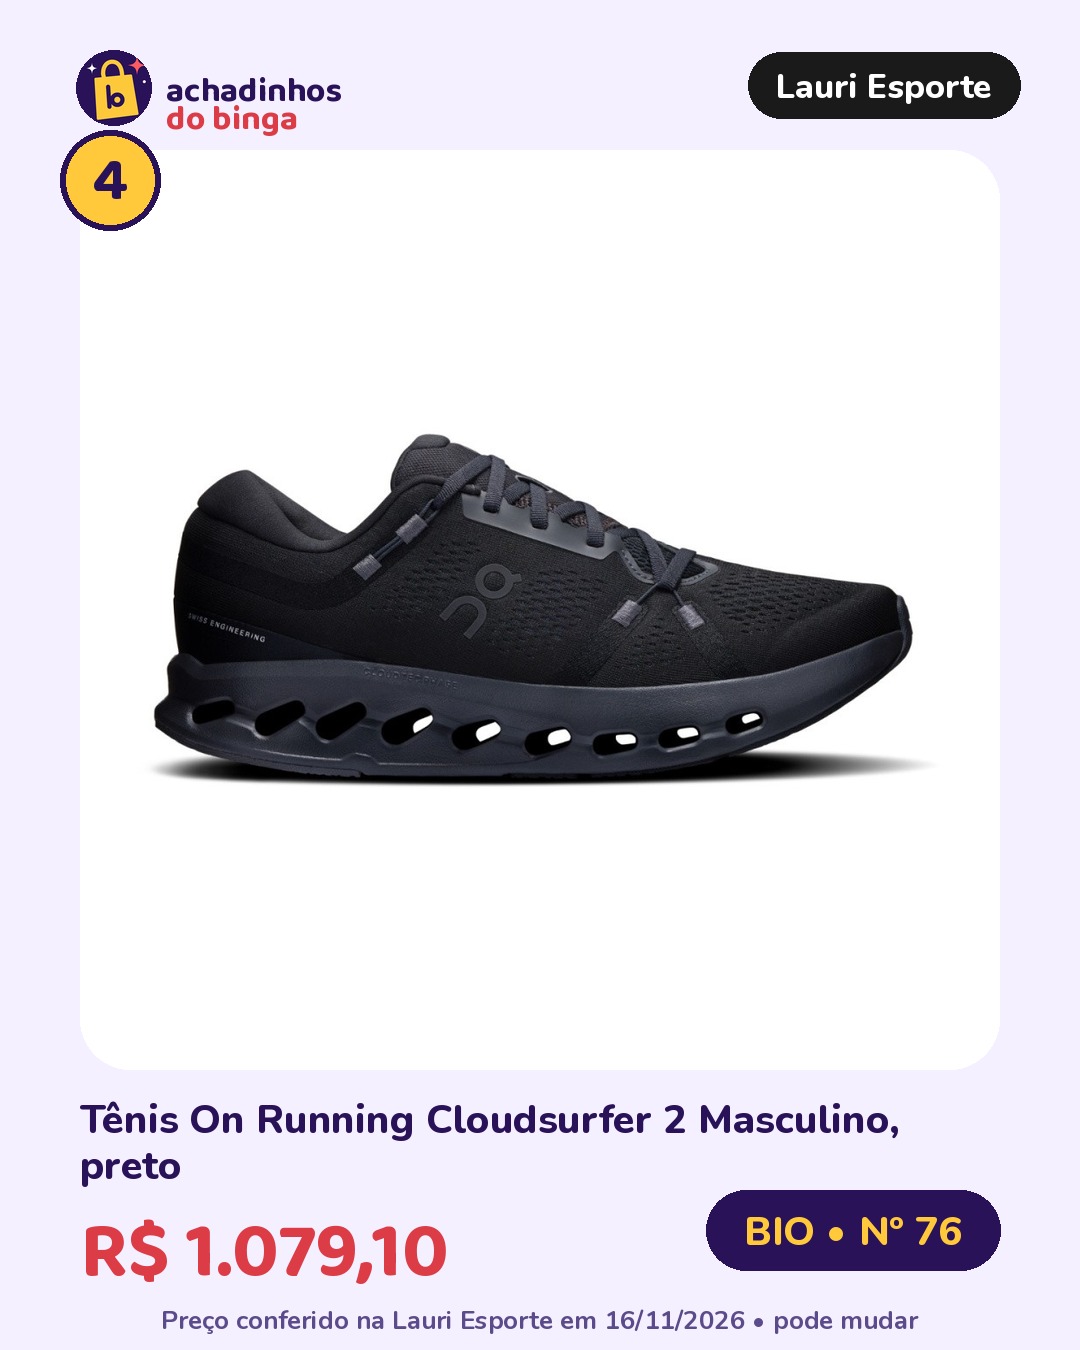 achadinhos
do binga
Lauri Esporte
4
SWISS ENGINEERING
Tênis On Running Cloudsurfer 2 Masculino,
preto
R$ 1.079,10
BIO • Nº 76
Preço conferido na Lauri Esporte em 16/11/2026 • pode mudar